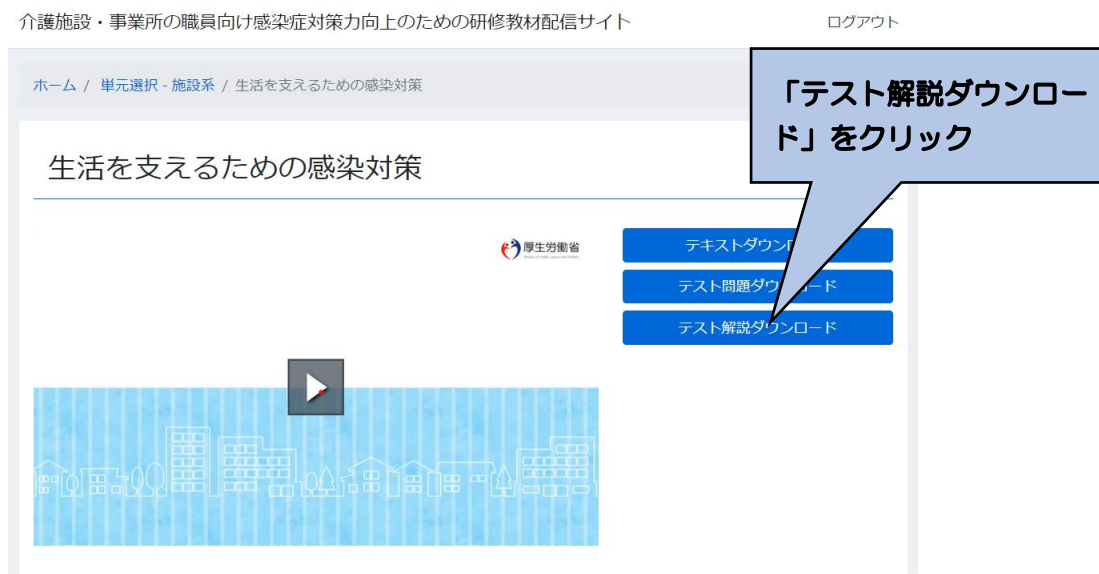 介護施設・事業所の職員向け感染症対策力向上のための研修教材配信サイト
ログアウト
ホーム / 単元選択 - 施設系 / 生活を支えるための感染対策
「テスト解説ダウンロー
ド」をクリック
生活を支えるための感染対策
厚生労働省
テキストダウンロ
テスト問題ダウンロード
テスト解説ダウンロード